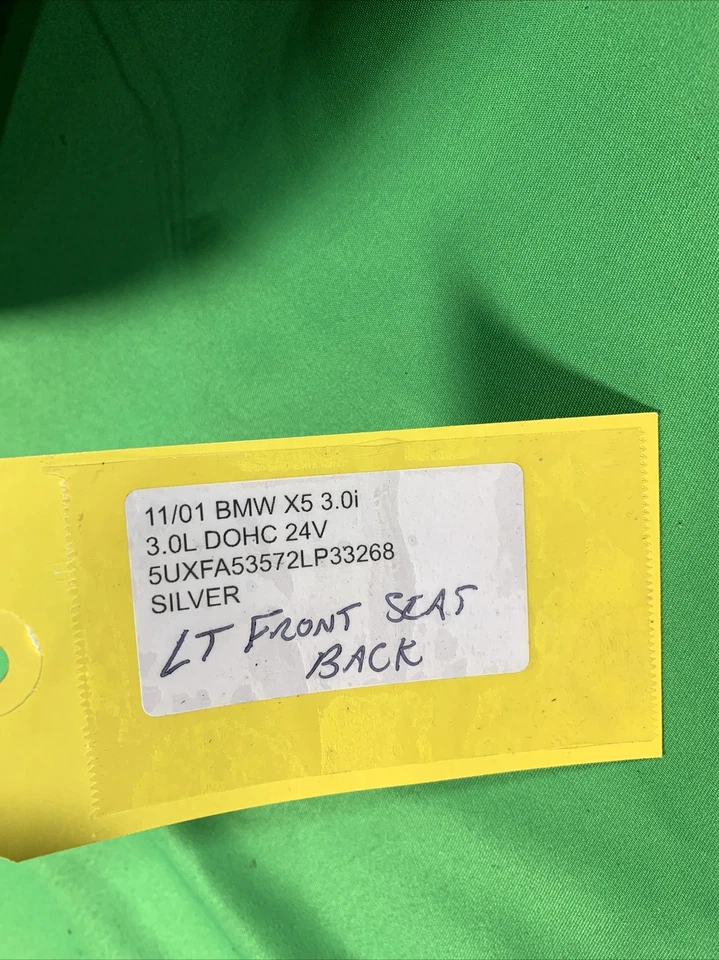 11/01 BMW X5 3.0i
3.0L DOHC 24V
5UXFA53572LP33268
SILVER
LT FRONT SEAT
BACK